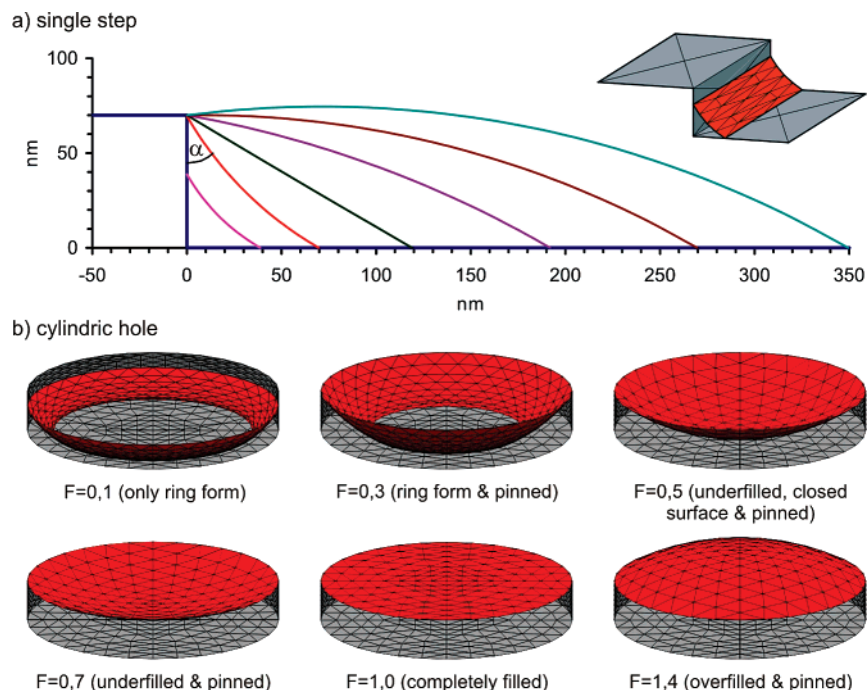 a) single step
100
50
0
nm
α
-50
0
50
100
150
200
250
300
350
nm
b) cylindric hole
F=0,1 (only ring form)
F=0,3 (ring form & pinned)
F=0,5 (underfilled, closed
surface & pinned)
F=0,7 (underfilled & pinned)
F=1,0 (completely filled)
F=1,4 (overfilled & pinned)